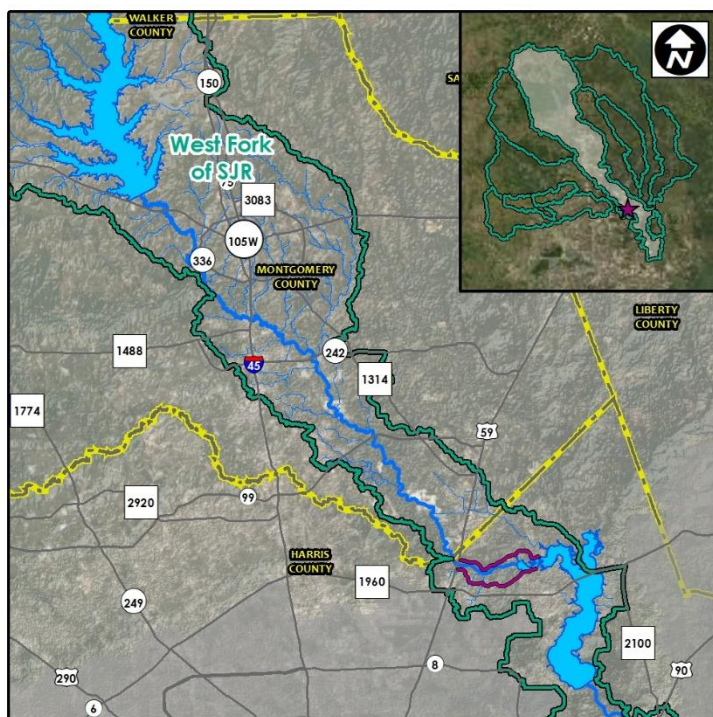 WALKER
COUNTY
SA
150
N
West Fork
of SJR
75
3083
105W
336
MONTGOMERY
COUNTY
LIBERTY
COUNTY
1488
242
45
1314
1774
59
2920
99
HARRIS
COUNTY
1960
249
2100
290
8
90
6